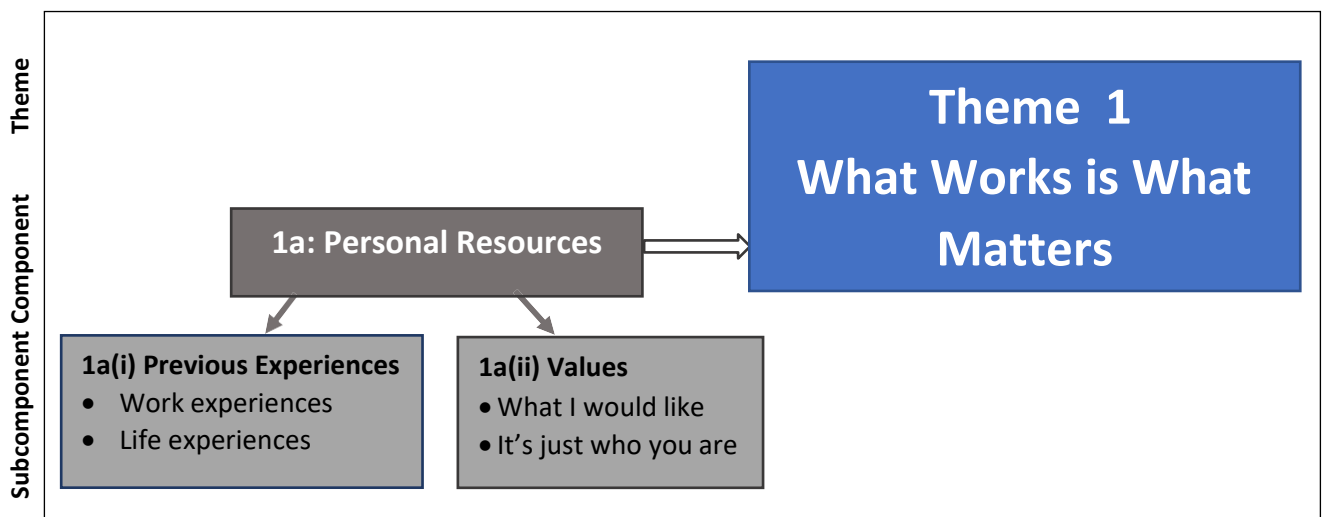 Theme
Theme 1
What Works is What
Matters
Component
1a: Personal Resources
Subcomponent
1a(i) Previous Experiences
• Work experiences
• Life experiences
1a(ii) Values
• What I would like
• It’s just who you are